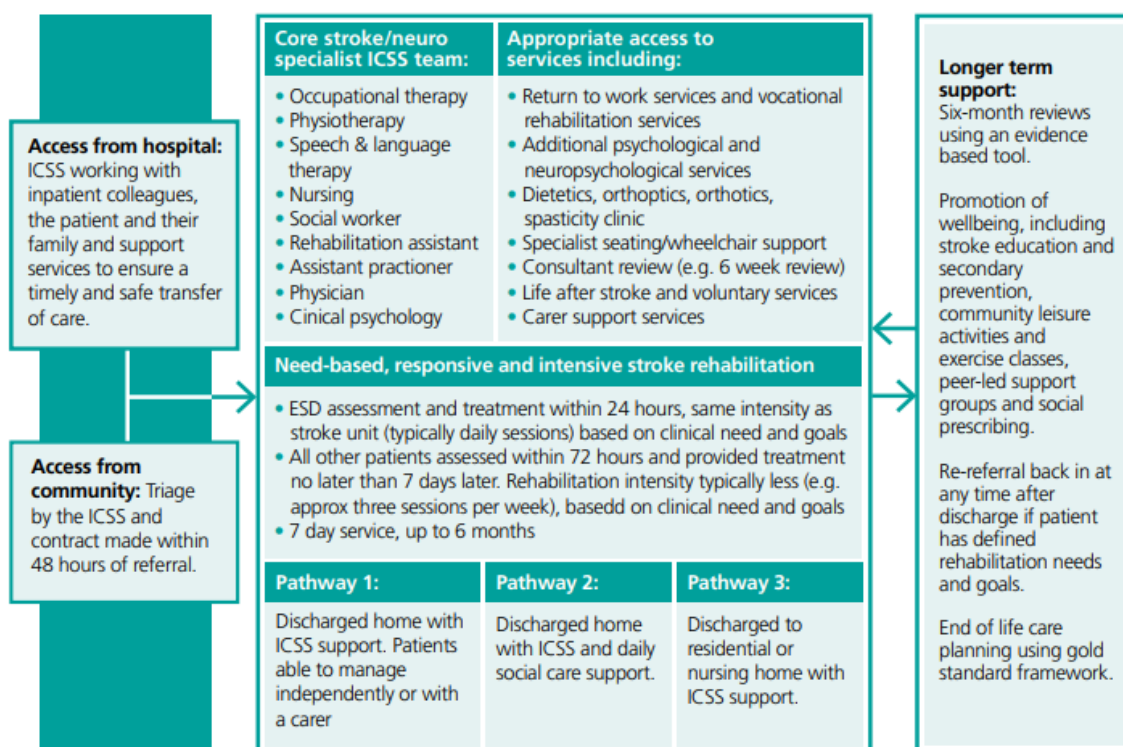 Access from hospital:
ICSS working with
inpatient colleagues,
the patient and their
family and support
services to ensure a
timely and safe transfer
of care.
Access from
community: Triage
by the ICSS and
contract made within
48 hours of referral.
Core stroke/neuro
specialist ICSS team:
• Occupational therapy
• Physiotherapy
• Speech & language
therapy
• Nursing
• Social worker
• Rehabilitation assistant
• Assistant practioner
• Physician
• Clinical psychology
Appropriate access to
services including:
• Return to work services and vocational
rehabilitation services
• Additional psychological and
neuropsychological services
• Dietetics, orthoptics, orthotics,
spasticity clinic
• Specialist seating/wheelchair support
• Consultant review (e.g. 6 week review)
• Life after stroke and voluntary services
• Carer support services
Need-based, responsive and intensive stroke rehabilitation
• ESD assessment and treatment within 24 hours, same intensity as
stroke unit (typically daily sessions) based on clinical need and goals
• All other patients assessed within 72 hours and provided treatment
no later than 7 days later. Rehabilitation intensity typically less (e.g.
approx three sessions per week), basedd on clinical need and goals
• 7 day service, up to 6 months
Pathway 1:
Discharged home with
ICSS support. Patients
able to manage
independently or with
a carer
Pathway 2:
Discharged home
with ICSS and daily
social care support.
Pathway 3:
Discharged to
residential or
nursing home with
ICSS support.
Longer term
support:
Six-month reviews
using an evidence
based tool.
Promotion of
wellbeing, including
stroke education and
secondary
prevention,
community leisure
activities and
exercise classes,
peer-led support
groups and social
prescribing.
Re-referral back in at
any time after
discharge if patient
has defined
rehabilitation needs
and goals.
End of life care
planning using gold
standard framework.